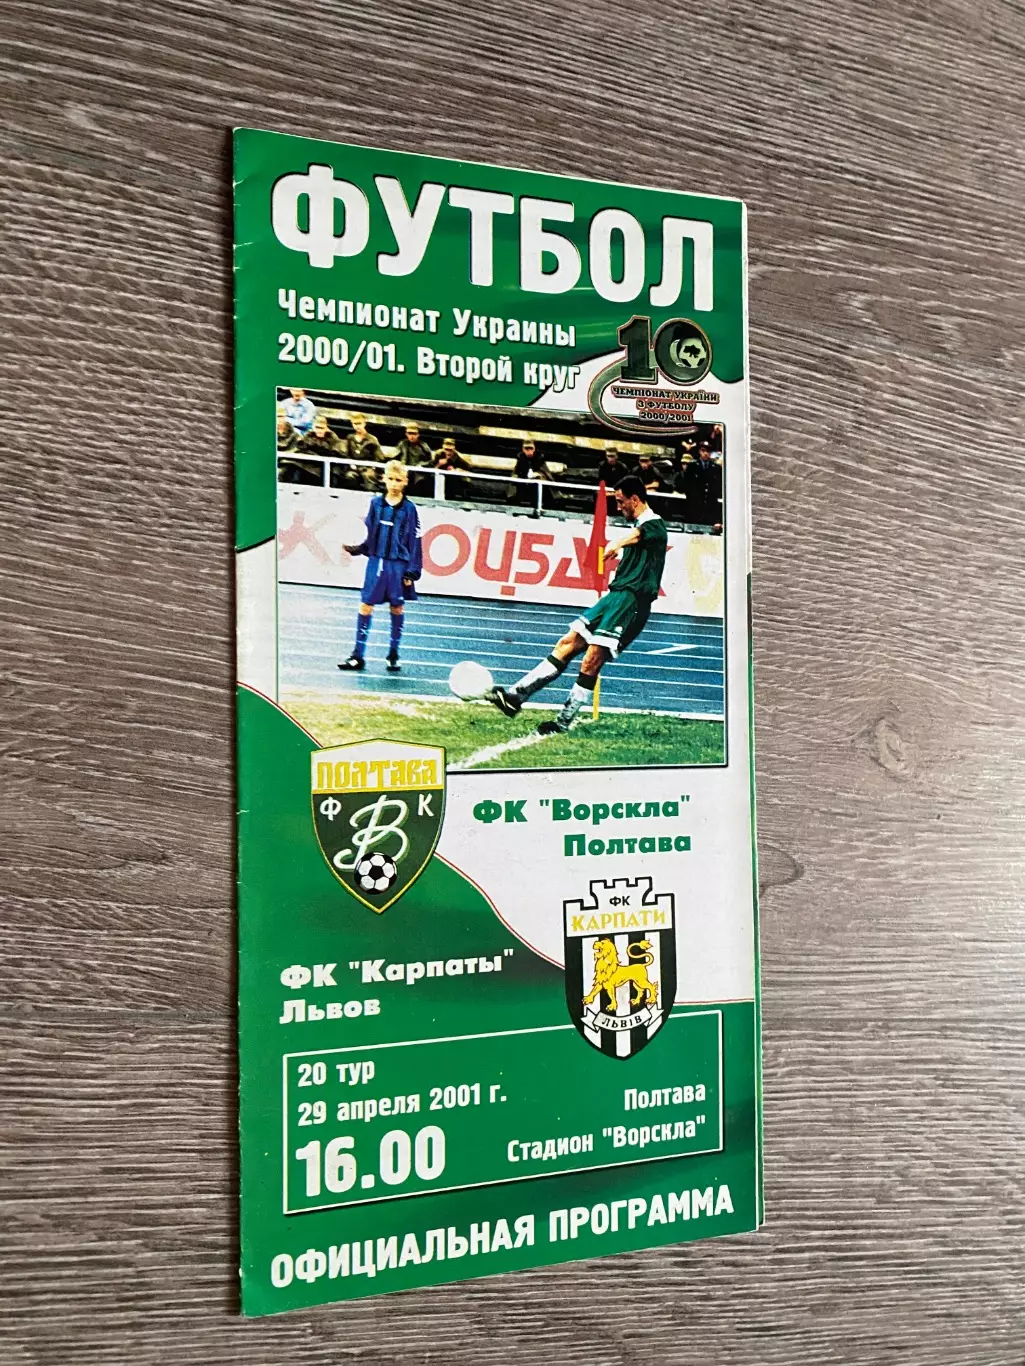 ФУТБОЛ
Чемпионат Украины
2000/01. Второй круг
10
ЧЕМПІОНАТ УКРАЇНИ
З ФУТБОЛУ
2000/2001
ОЦБА
ПОЛТАВА
Ф К
В
ФК "Ворскла"
Полтава
ФК
КАРПАТИ
ЛЬВІВ
ФК "Карпаты"
Львов
20 тур
29 апреля 2001 г.
16.00
Полтава
Стадион "Ворскла"
ОФИЦИАЛЬНАЯ ПРОГРАММА